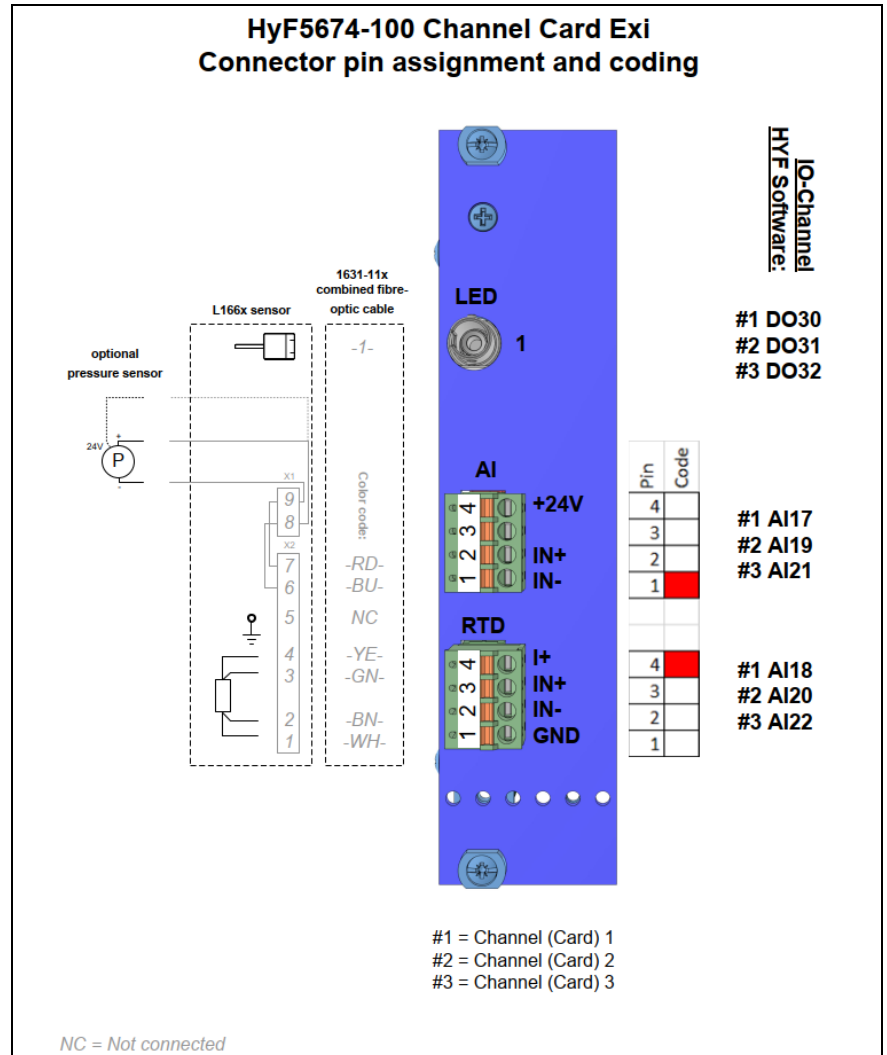 HyF5674-100 Channel Card Exi
Connector pin assignment and coding
IO-Channel
HYF Software:
1631-11x
combined fibre-
optic cable
L166x sensor
optional
pressure sensor
-1-
LED
1
#1 DO30
#2 DO31
#3 DO32
24V
+
P
-
X1
9
8
X2
7
6
5
4
3
2
1
Color code:
-RD-
-BU-
NC
-YE-
-GN-
-BN-
-WH-
AI
4 +24V
3
2 IN+
1 IN-
RTD
4 I+
3 IN+
2 IN-
1 GND
Pin Code
4
3
2
1
4
3
2
1
#1 AI17
#2 AI19
#3 AI21
#1 AI18
#2 AI20
#3 AI22
#1 = Channel (Card) 1
#2 = Channel (Card) 2
#3 = Channel (Card) 3
NC = Not connected